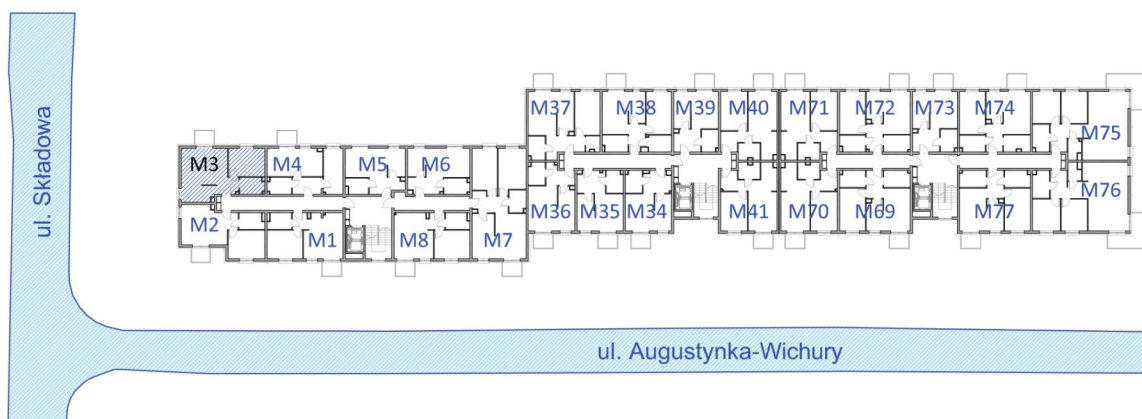 ul. Składowa
M37
M38
M39
M40
M71
M72
M73
M74
M75
M3
M4
M5
M6
M2
M1
M8
M7
M36
M35
M34
M41
M70
M69
M77
M76
ul. Augustynka-Wichury